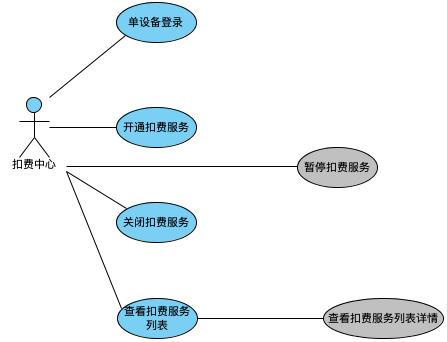 单设备登录
开通扣费服务
扣费中心
暂停扣费服务
关闭扣费服务
查看扣费服务
列表
查看扣费服务列表详情